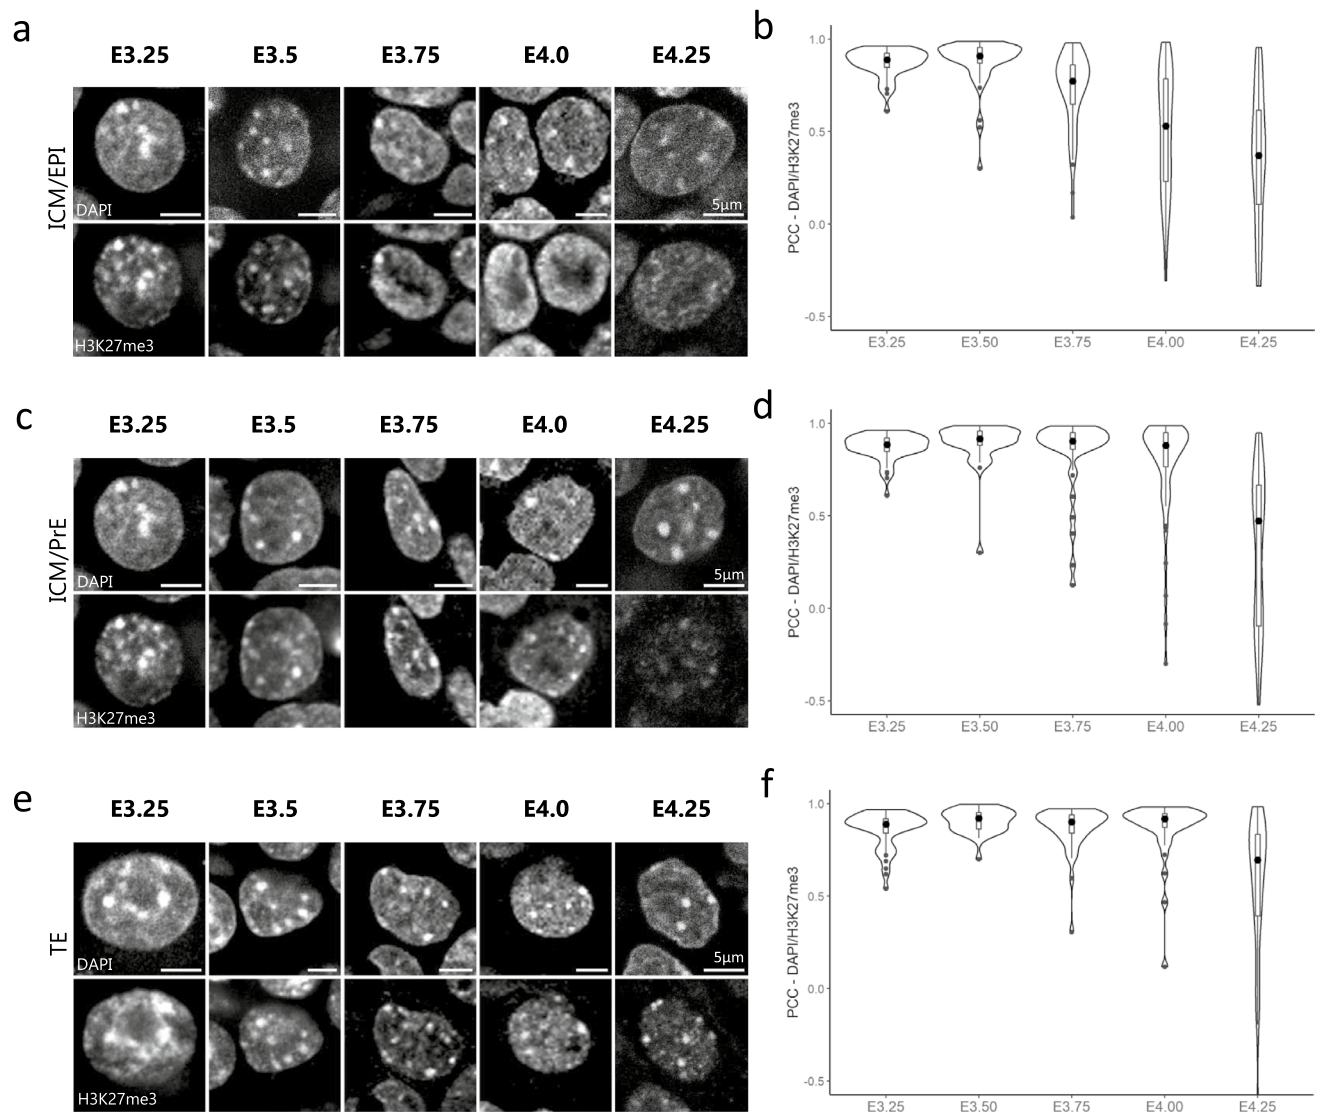 a
E3.25 E3.5 E3.75 E4.0 E4.25
ICM/EPI
DAPI
5µm
H3K27me3
b
PCC - DAPI/H3K27me3
1.0
0.5
0.0
-0.5
E3.25 E3.50 E3.75 E4.00 E4.25
c
E3.25 E3.5 E3.75 E4.0 E4.25
ICM/PrE
DAPI
5µm
H3K27me3
d
PCC - DAPI/H3K27me3
1.0
0.5
0.0
-0.5
E3.25 E3.50 E3.75 E4.00 E4.25
e
E3.25 E3.5 E3.75 E4.0 E4.25
TE
DAPI
5µm
H3K27me3
f
PCC - DAPI/H3K27me3
1.0
0.5
0.0
-0.5
E3.25 E3.50 E3.75 E4.00 E4.25